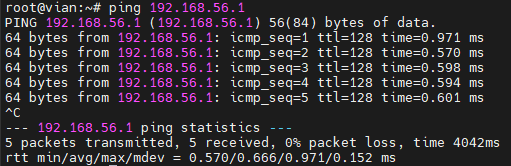 root@vian:~# ping 192.168.56.1
PING 192.168.56.1 (192.168.56.1) 56(84) bytes of data.
64 bytes from 192.168.56.1: icmp_seq=1 ttl=128 time=0.971 ms
64 bytes from 192.168.56.1: icmp_seq=2 ttl=128 time=0.570 ms
64 bytes from 192.168.56.1: icmp_seq=3 ttl=128 time=0.598 ms
64 bytes from 192.168.56.1: icmp_seq=4 ttl=128 time=0.594 ms
64 bytes from 192.168.56.1: icmp_seq=5 ttl=128 time=0.601 ms
^C
--- 192.168.56.1 ping statistics ---
5 packets transmitted, 5 received, 0% packet loss, time 4042ms
rtt min/avg/max/mdev = 0.570/0.666/0.971/0.152 ms